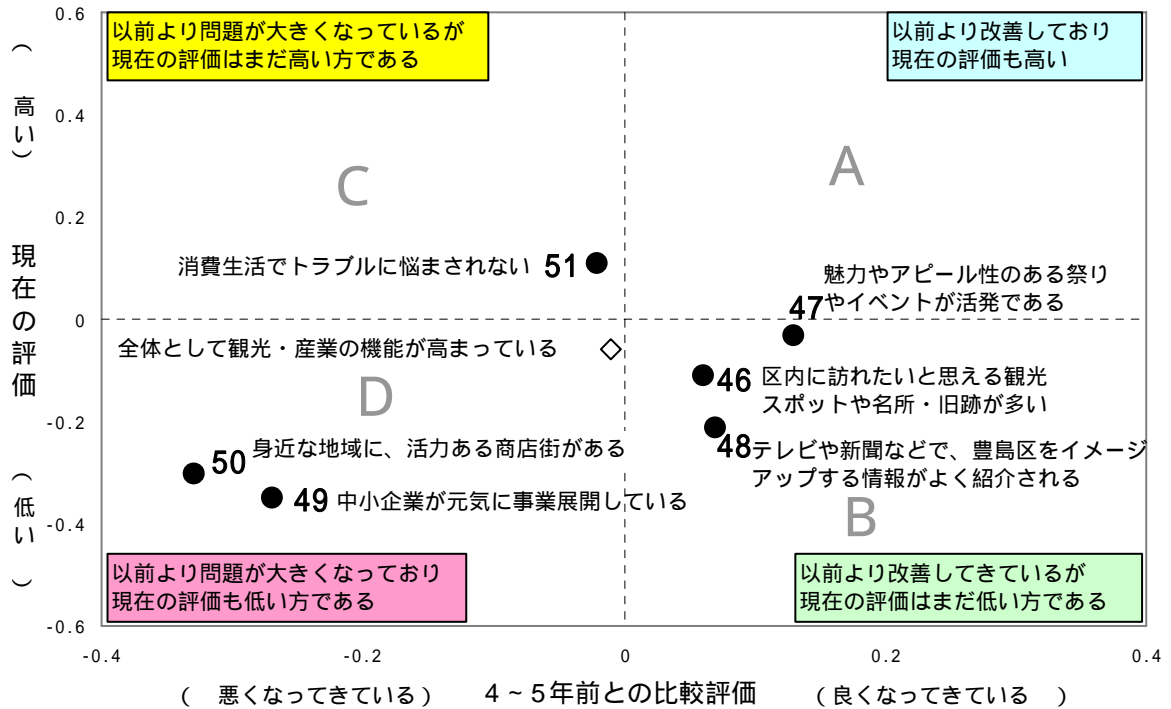 以前より問題が大きくなっているが
現在の評価はまだ高い方である
以前より改善しており
現在の評価も高い
0.6
0.4
0.2
0
-0.2
-0.4
-0.6
（ 高い） 現在の評価 （ 低い ）
C
A
消費生活でトラブルに悩まされない 51
魅力やアピール性のある祭り
47 やイベントが活発である
全体として観光・産業の機能が高まっている
D
46 区内に訪れたいと思える観光
スポットや名所・旧跡が多い
50 身近な地域に、活力ある商店街がある
48 テレビや新聞などで、豊島区をイメージ
アップする情報がよく紹介される
49 中小企業が元気に事業展開している
B
以前より問題が大きくなっており
現在の評価も低い方である
以前より改善してきているが
現在の評価はまだ低い方である
-0.4 -0.2 0 0.2 0.4
（ 悪くなってきている） 4～5年前との比較評価 （良くなってきている ）